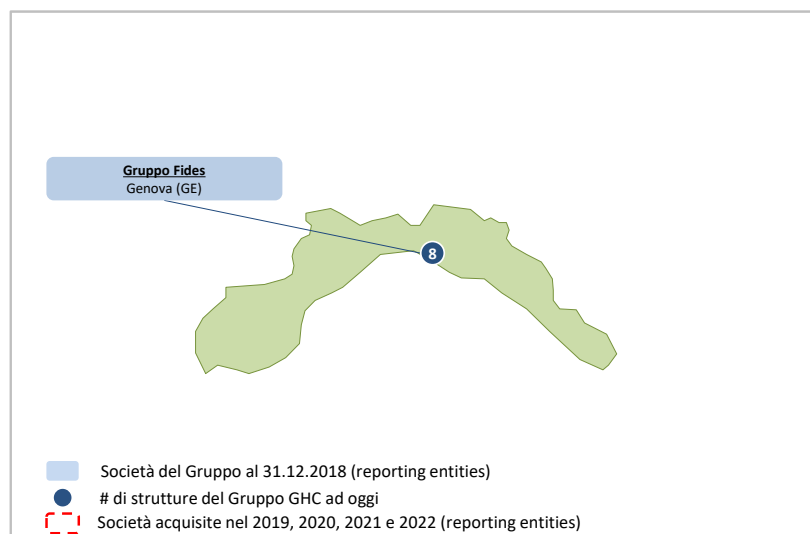 Gruppo Fides
Genova (GE)
8
Società del Gruppo al 31.12.2018 (reporting entities)
# di strutture del Gruppo GHC ad oggi
Società acquisite nel 2019, 2020, 2021 e 2022 (reporting entities)